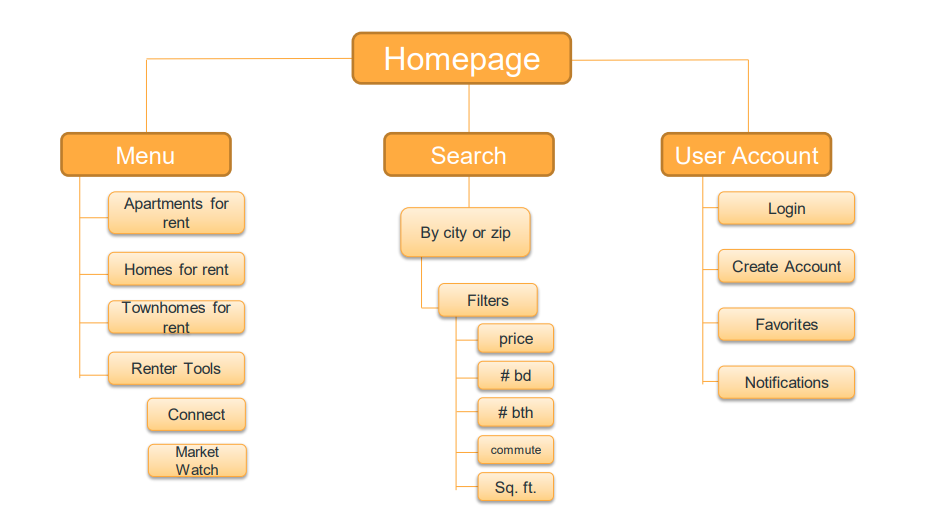 Homepage
Menu
Apartments for
rent
Homes for rent
Townhomes for
rent
Renter Tools
Connect
Market
Watch
Search
By city or zip
Filters
price
# bd
# bth
commute
Sq. ft.
User Account
Login
Create Account
Favorites
Notifications